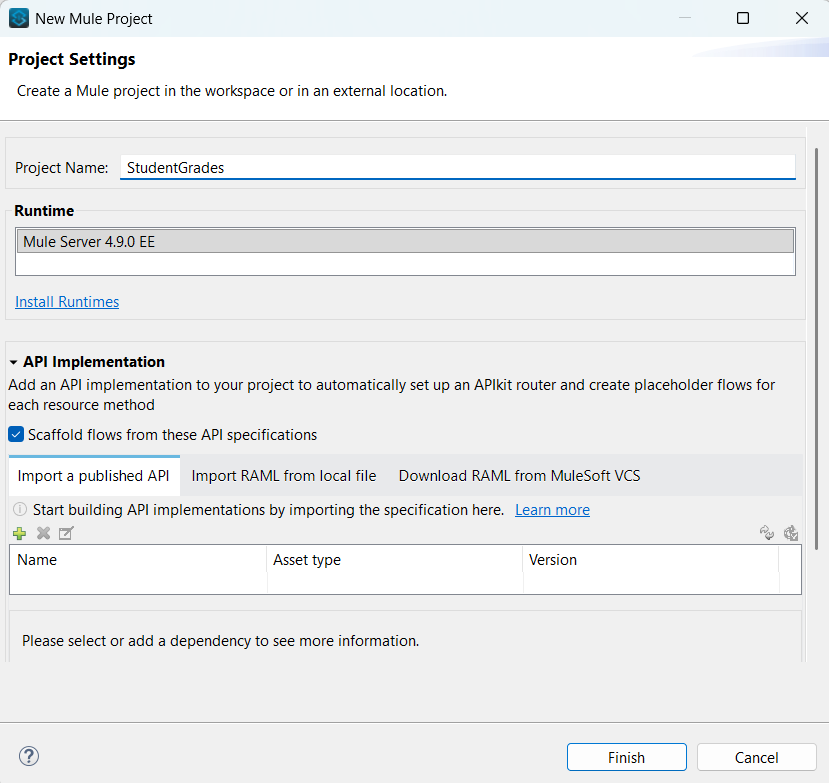 New Mule Project
Project Settings
Create a Mule project in the workspace or in an external location.
Project Name: StudentGrades
Runtime
Mule Server 4.9.0 EE
Install Runtimes
API Implementation
Add an API implementation to your project to automatically set up an APIkit router and create placeholder flows for
each resource method
Scaffold flows from these API specifications
Import a published API Import RAML from local file Download RAML from MuleSoft VCS
Start building API implementations by importing the specification here. Learn more
Name Asset type Version
Please select or add a dependency to see more information.
Finish Cancel